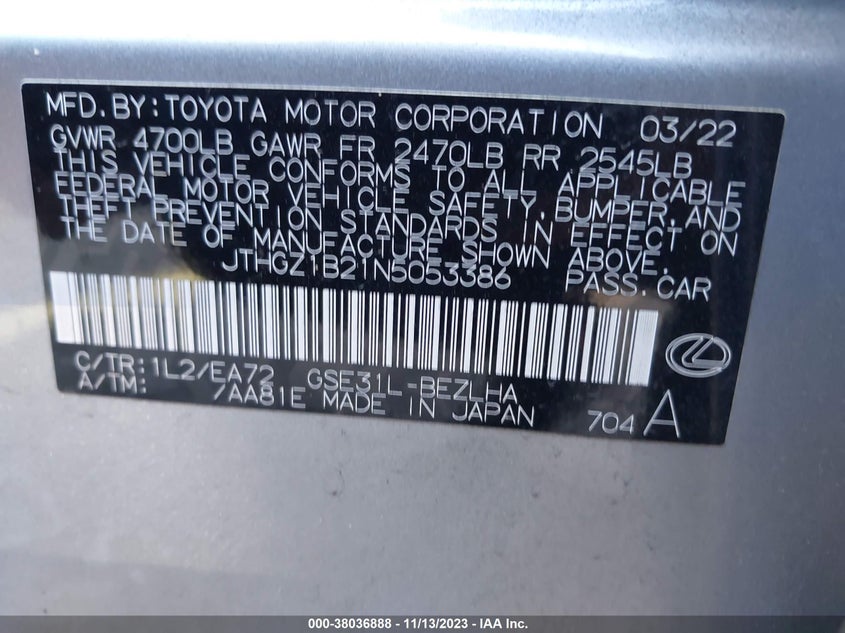 MFD.BY:TOYOTA MOTOR CORPORATION 03/22
GVWR 4700LB GAWR FR 2470LB RR 2545LB
THIS VEHICLE CONFORMS TO ALL APPLICABLE
FEDERAL MOTOR VEHICLE SAFETY,BUMPER,AND
THEFT PREVENTION STANDARDS IN EFFECT ON
THE DATE OF MANUFACTURE SHOWN ABOVE.
JTHGZ1B21N5053386 PASS.CAR
C/TR:1L2/EA72 GSE31L-BEZLHA
A/TM: /AA81E MADE IN JAPAN 704 A
000-38036888 - 11/13/2023 - IAA Inc.